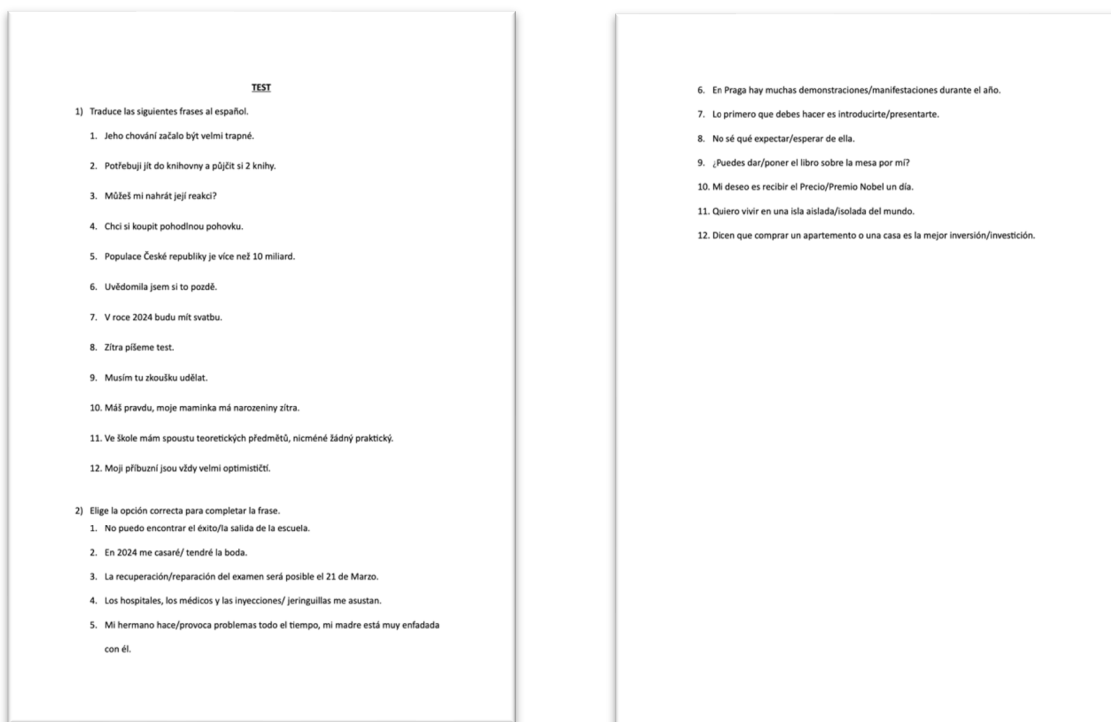 TEST
1) Traduce las siguientes frases al español.
1. Jeho chování začalo být velmi trapné.
2. Potřebuji jít do knihovny a půjčit si 2 knihy.
3. Můžeš mi nahrát její reakci?
4. Chci si koupit pohodlnou pohovku.
5. Populace České republiky je více než 10 miliard.
6. Uvědomila jsem si to pozdě.
7. V roce 2024 budu mít svatbu.
8. Zítra píšeme test.
9. Musím tu zkoušku udělat.
10. Máš pravdu, moje maminka má narozeniny zítra.
11. Ve škole mám spoustu teoretických předmětů, nicméně žádný praktický.
12. Moji příbuzní jsou vždy velmi optimističtí.
2) Elige la opción correcta para completar la frase.
1. No puedo encontrar el éxito/la salida de la escuela.
2. En 2024 me casaré/ tendré la boda.
3. La recuperación/reparación del examen será posible el 21 de Marzo.
4. Los hospitales, los médicos y las inyecciones/ jeringuillas me asustan.
5. Mi hermano hace/provoca problemas todo el tiempo, mi madre está muy enfadada
con él.
6. En Praga hay muchas demonstraciones/manifestaciones durante el año.
7. Lo primero que debes hacer es introducirte/presentarte.
8. No sé qué expectar/esperar de ella.
9. ¿Puedes dar/poner el libro sobre la mesa por mí?
10. Mi deseo es recibir el Precio/Premio Nobel un día.
11. Quiero vivir en una isla aislada/isolada del mundo.
12. Dicen que comprar un apartemento o una casa es la mejor inversión/investición.